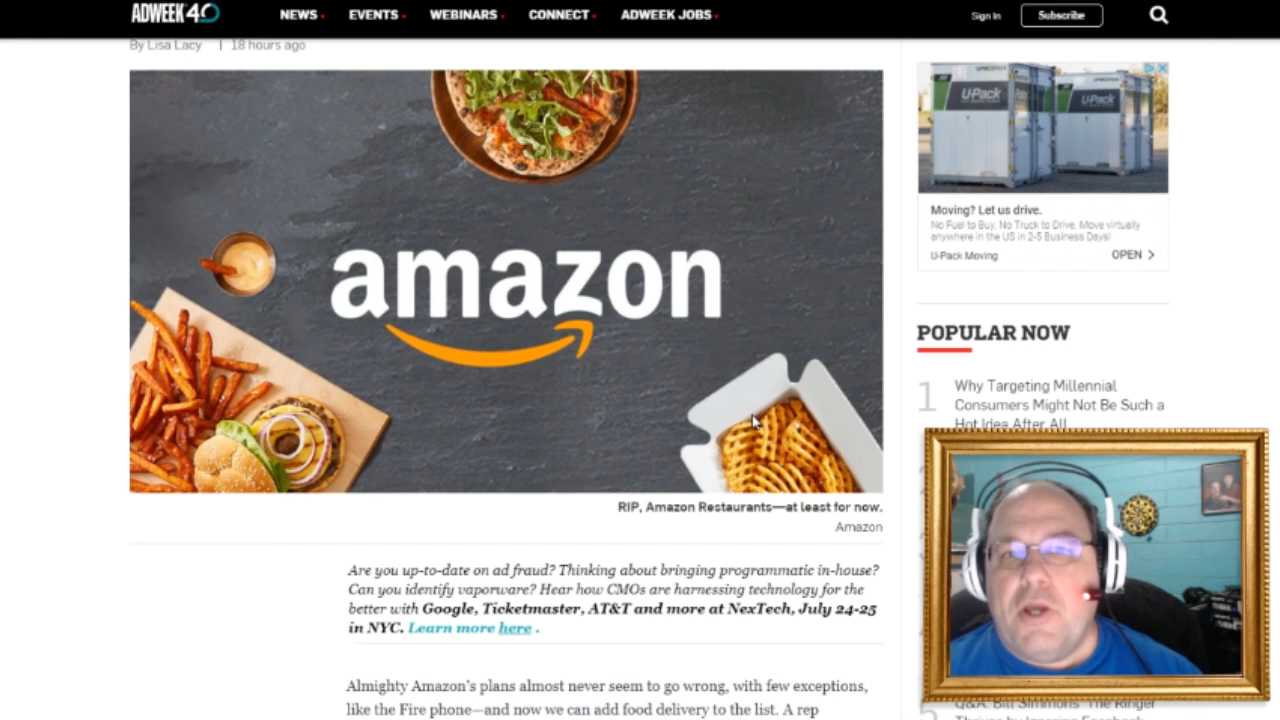 ADWEEK 40
NEWS
EVENTS
WEBINARS
CONNECT
ADWEEK JOBS
Sign In
Subscribe
By Lisa Lacy | 18 hours ago
amazon
RIP, Amazon Restaurants—at least for now.
Amazon
Are you up-to-date on ad fraud? Thinking about bringing programmatic in-house?
Can you identify vaporware? Hear how CMOs are harnessing technology for the
better with Google, Ticketmaster, AT&T and more at NexTech, July 24-25
in NYC. Learn more here .
Almighty Amazon's plans almost never seem to go wrong, with few exceptions,
like the Fire phone—and now we can add food delivery to the list. A rep
U-Pack
U-Pack
Moving? Let us drive.
No Fuel to Buy. No Truck to Drive. Move virtually
anywhere in the US in 2-5 Business Days!
U-Pack Moving
OPEN
POPULAR NOW
1
Why Targeting Millennial
Consumers Might Not Be Such a
Hot Idea After All
Q&A: Bill Simmons' The Ringer
Thrives by Ignoring Facebook